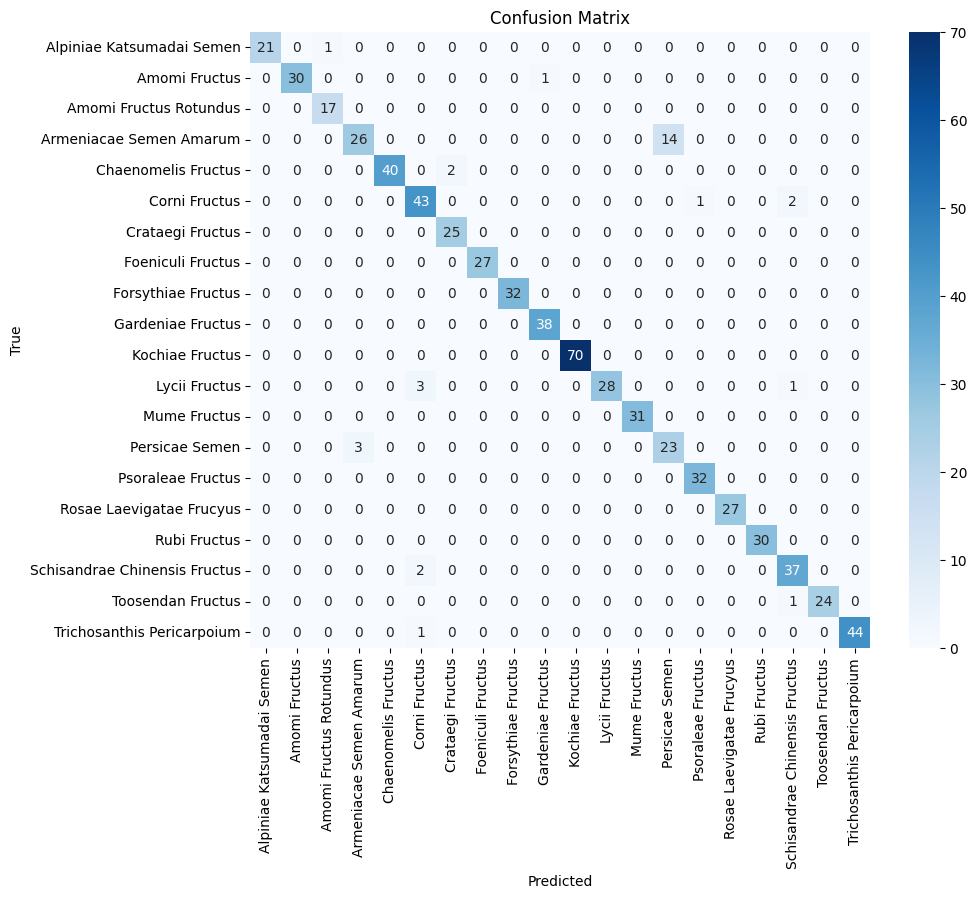 Confusion Matrix
True
Alpiniae Katsumadai Semen 21 0 1 0 0 0 0 0 0 0 0 0 0 0 0 0 0 0 0 0
Amomi Fructus 0 30 0 0 0 0 0 0 0 1 0 0 0 0 0 0 0 0 0 0
Amomi Fructus Rotundus 0 0 17 0 0 0 0 0 0 0 0 0 0 0 0 0 0 0 0 0
Armeniacae Semen Amarum 0 0 0 26 0 0 0 0 0 0 0 0 0 14 0 0 0 0 0 0
Chaenomelis Fructus 0 0 0 0 40 0 2 0 0 0 0 0 0 0 0 0 0 0 0 0
Corni Fructus 0 0 0 0 0 43 0 0 0 0 0 0 0 0 1 0 0 2 0 0
Crataegi Fructus 0 0 0 0 0 0 25 0 0 0 0 0 0 0 0 0 0 0 0 0
Foeniculi Fructus 0 0 0 0 0 0 0 27 0 0 0 0 0 0 0 0 0 0 0 0
Forsythiae Fructus 0 0 0 0 0 0 0 0 32 0 0 0 0 0 0 0 0 0 0 0
Gardeniae Fructus 0 0 0 0 0 0 0 0 0 38 0 0 0 0 0 0 0 0 0 0
Kochiae Fructus 0 0 0 0 0 0 0 0 0 0 70 0 0 0 0 0 0 0 0 0
Lycii Fructus 0 0 0 0 0 3 0 0 0 0 0 28 0 0 0 0 0 1 0 0
Mume Fructus 0 0 0 0 0 0 0 0 0 0 0 0 31 0 0 0 0 0 0 0
Persicae Semen 0 0 0 3 0 0 0 0 0 0 0 0 0 23 0 0 0 0 0 0
Psoraleae Fructus 0 0 0 0 0 0 0 0 0 0 0 0 0 0 32 0 0 0 0 0
Rosae Laevigatae Frucyus 0 0 0 0 0 0 0 0 0 0 0 0 0 0 0 27 0 0 0 0
Rubi Fructus 0 0 0 0 0 0 0 0 0 0 0 0 0 0 0 0 30 0 0 0
Schisandrae Chinensis Fructus 0 0 0 0 0 2 0 0 0 0 0 0 0 0 0 0 0 37 0 0
Toosendan Fructus 0 0 0 0 0 0 0 0 0 0 0 0 0 0 0 0 0 1 24 0
Trichosanthis Pericarpoium 0 0 0 0 0 1 0 0 0 0 0 0 0 0 0 0 0 0 0 44
Alpiniae Katsumadai Semen
Amomi Fructus
Amomi Fructus Rotundus
Armeniacae Semen Amarum
Chaenomelis Fructus
Corni Fructus
Crataegi Fructus
Foeniculi Fructus
Forsythiae Fructus
Gardeniae Fructus
Kochiae Fructus
Lycii Fructus
Mume Fructus
Persicae Semen
Psoraleae Fructus
Rosae Laevigatae Frucyus
Rubi Fructus
Schisandrae Chinensis Fructus
Toosendan Fructus
Trichosanthis Pericarpoium
Predicted
70
60
50
40
30
20
10
0